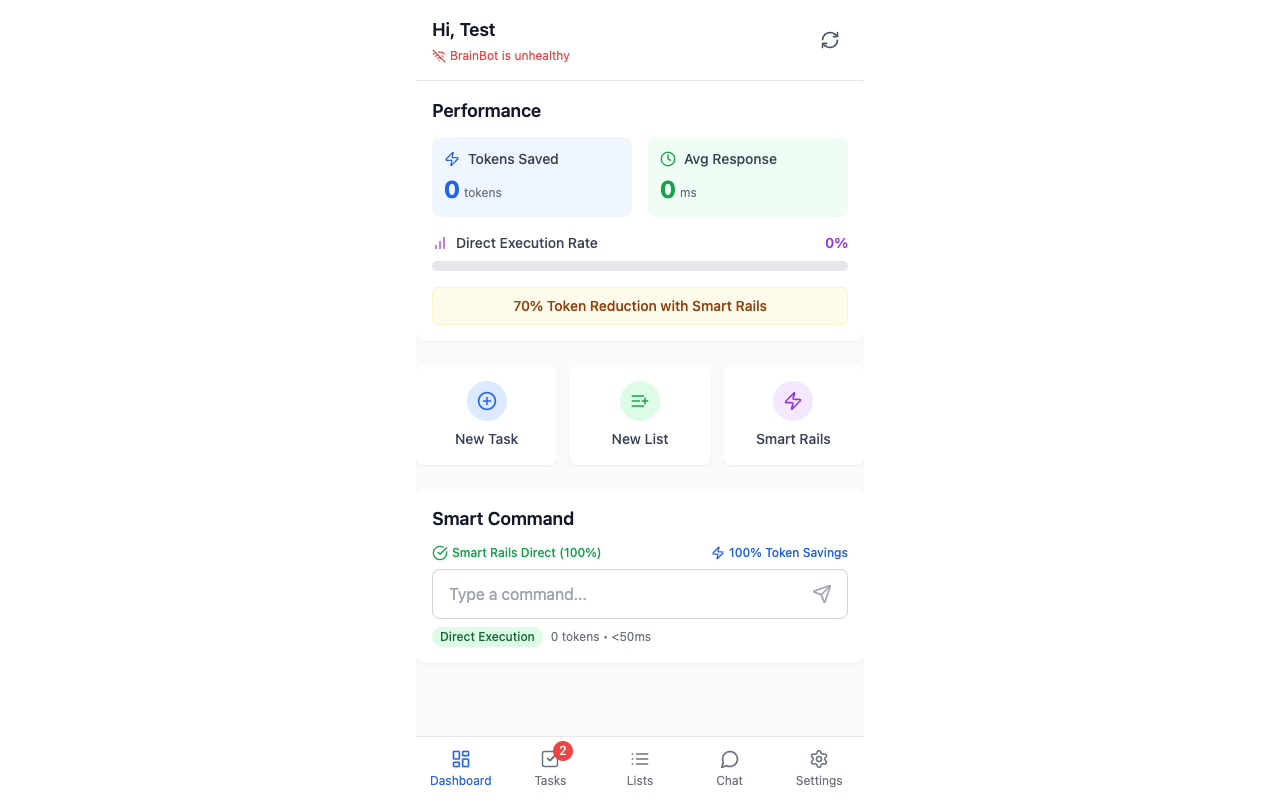 Hi, Test
BrainBot is unhealthy
Performance
Tokens Saved
0 tokens
Avg Response
0 ms
Direct Execution Rate
0%
70% Token Reduction with Smart Rails
New Task
New List
Smart Rails
Smart Command
Smart Rails Direct (100%)
100% Token Savings
Type a command...
Direct Execution
0 tokens • <50ms
Dashboard
2
Tasks
Lists
Chat
Settings